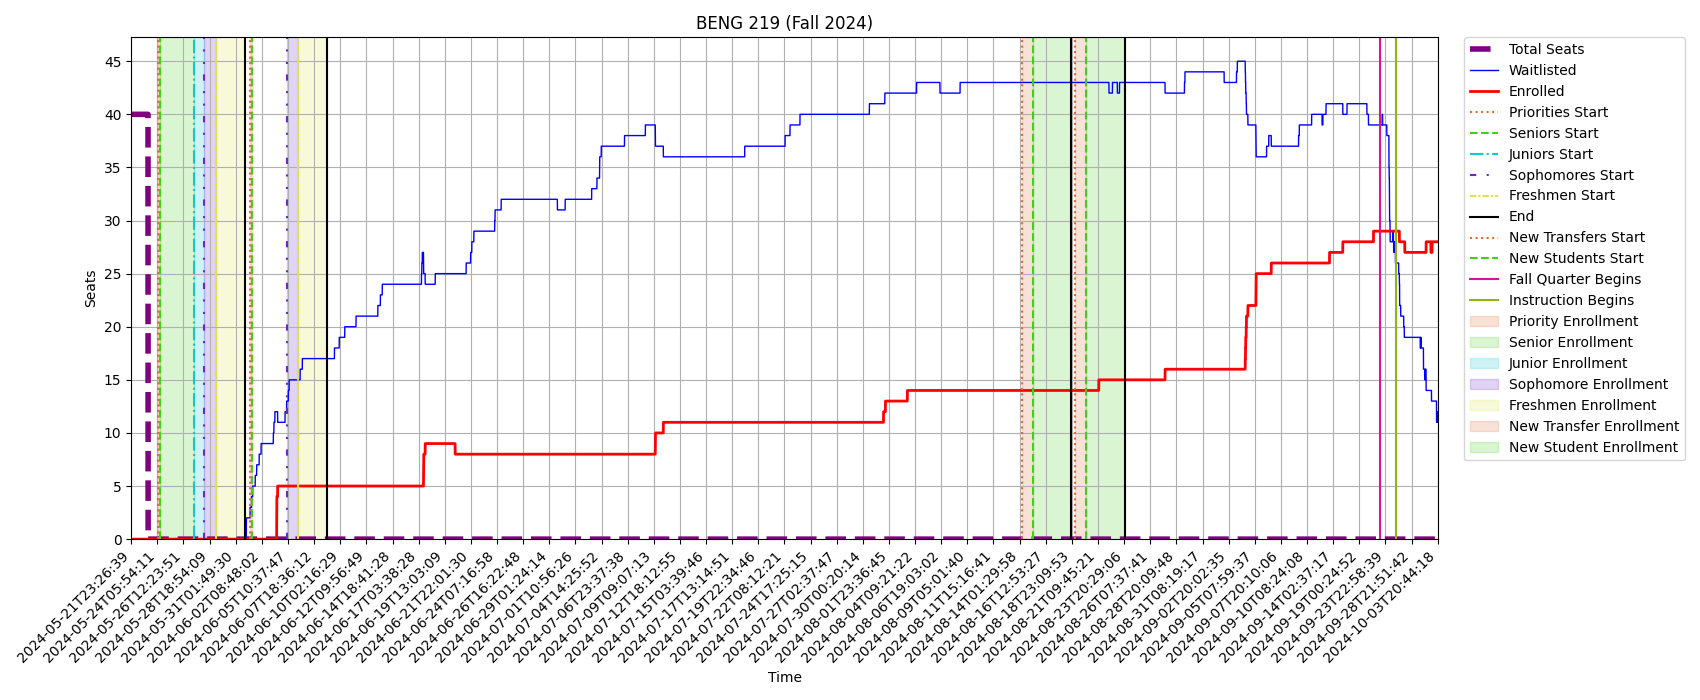 BENG 219 (Fall 2024)
Seats
45
40
35
30
25
20
15
10
5
0
2024-05-21T23:26:39
2024-05-24T05:54:11
2024-05-26T12:23:51
2024-05-28T18:54:09
2024-05-31T01:49:30
2024-06-02T08:48:02
2024-06-05T10:37:47
2024-06-07T18:36:12
2024-06-10T02:16:29
2024-06-12T09:56:49
2024-06-14T18:41:28
2024-06-17T03:38:28
2024-06-19T13:03:09
2024-06-21T22:01:30
2024-06-24T07:16:58
2024-06-26T16:22:48
2024-06-29T01:24:14
2024-07-01T10:56:26
2024-07-04T14:25:52
2024-07-06T23:37:38
2024-07-09T09:07:13
2024-07-12T18:12:55
2024-07-15T03:39:46
2024-07-17T13:14:51
2024-07-19T22:34:46
2024-07-22T08:12:21
2024-07-24T17:25:15
2024-07-27T02:37:47
2024-07-30T00:20:14
2024-08-01T23:36:45
2024-08-04T09:21:22
2024-08-06T19:03:02
2024-08-09T05:01:40
2024-08-11T15:16:41
2024-08-14T01:29:58
2024-08-16T12:53:27
2024-08-18T23:09:53
2024-08-21T09:45:21
2024-08-23T20:29:06
2024-08-26T07:37:41
2024-08-28T20:09:48
2024-08-31T08:19:17
2024-09-02T20:02:35
2024-09-05T07:59:37
2024-09-07T20:10:06
2024-09-10T08:24:08
2024-09-14T02:37:17
2024-09-19T00:24:52
2024-09-23T22:58:39
2024-09-28T21:51:42
2024-10-03T20:44:18
Time
Total Seats
Waitlisted
Enrolled
Priorities Start
Seniors Start
Juniors Start
Sophomores Start
Freshmen Start
End
New Transfers Start
New Students Start
Fall Quarter Begins
Instruction Begins
Priority Enrollment
Senior Enrollment
Junior Enrollment
Sophomore Enrollment
Freshmen Enrollment
New Transfer Enrollment
New Student Enrollment